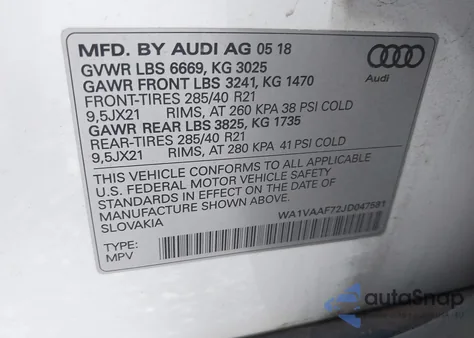 MFD. BY AUDI AG 05 18
GVWR LBS 6669, KG 3025
GAWR FRONT LBS 3241, KG 1470
FRONT-TIRES 285/40 R21
9,5JX21 RIMS, AT 260 KPA 38 PSI COLD
GAWR REAR LBS 3825, KG 1735
REAR-TIRES 285/40 R21
9,5JX21 RIMS, AT 280 KPA 41 PSI COLD
Audi
THIS VEHICLE CONFORMS TO ALL APPLICABLE
U.S. FEDERAL MOTOR VEHICLE SAFETY
STANDARDS IN EFFECT ON THE DATE OF
MANUFACTURE SHOWN ABOVE. MADE IN
SLOVAKIA
WA1VAAF72JD047591
TYPE:
MPV
autoSnap